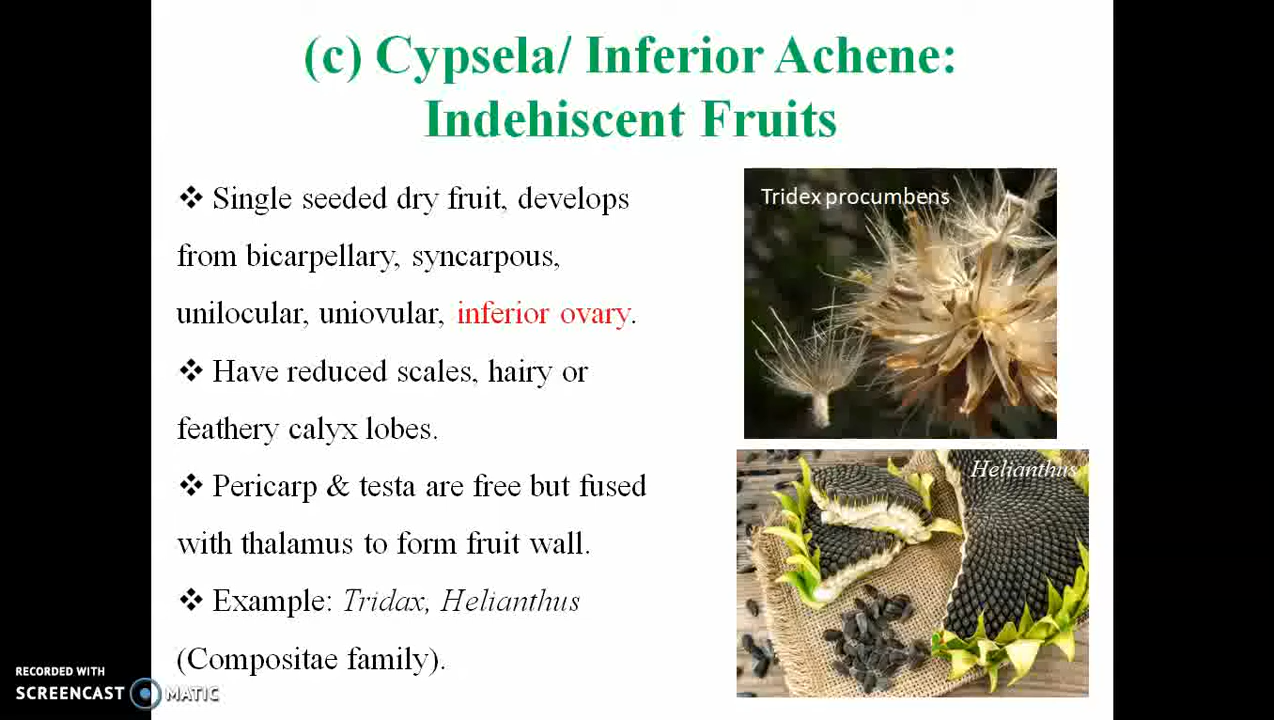 (c) Cypsela/ Inferior Achene:
Indehiscent Fruits
❖ Single seeded dry fruit, develops
from bicarpellary, syncarpous,
unilocular, uniovular, inferior ovary.
❖ Have reduced scales, hairy or
feathery calyx lobes.
❖ Pericarp & testa are free but fused
with thalamus to form fruit wall.
❖ Example: Tridax, Helianthus
(Compositae family).
Tridex procumbens
Helianthus
RECORDED WITH
SCREENCAST MATIC